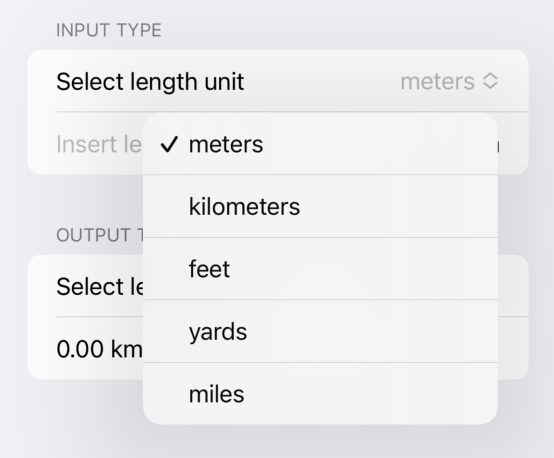 INPUT TYPE
Select length unit meters
Insert le
meters
kilometers
OUTPUT T
feet
Select le
yards
0.00 km
miles